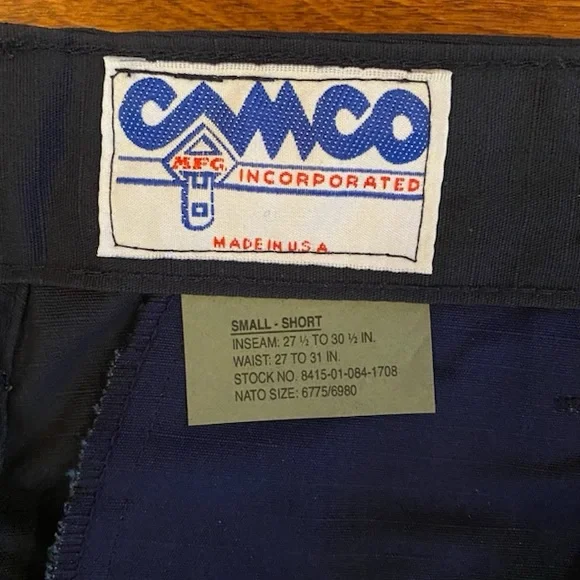 CAMCO
MFG.
INCORPORATED
MADE IN U.S.A
SMALL - SHORT
INSEAM: 27 ½ TO 30 ½ IN.
WAIST: 27 TO 31 IN.
STOCK NO. 8415-01-084-1708
NATO SIZE: 6775/6980